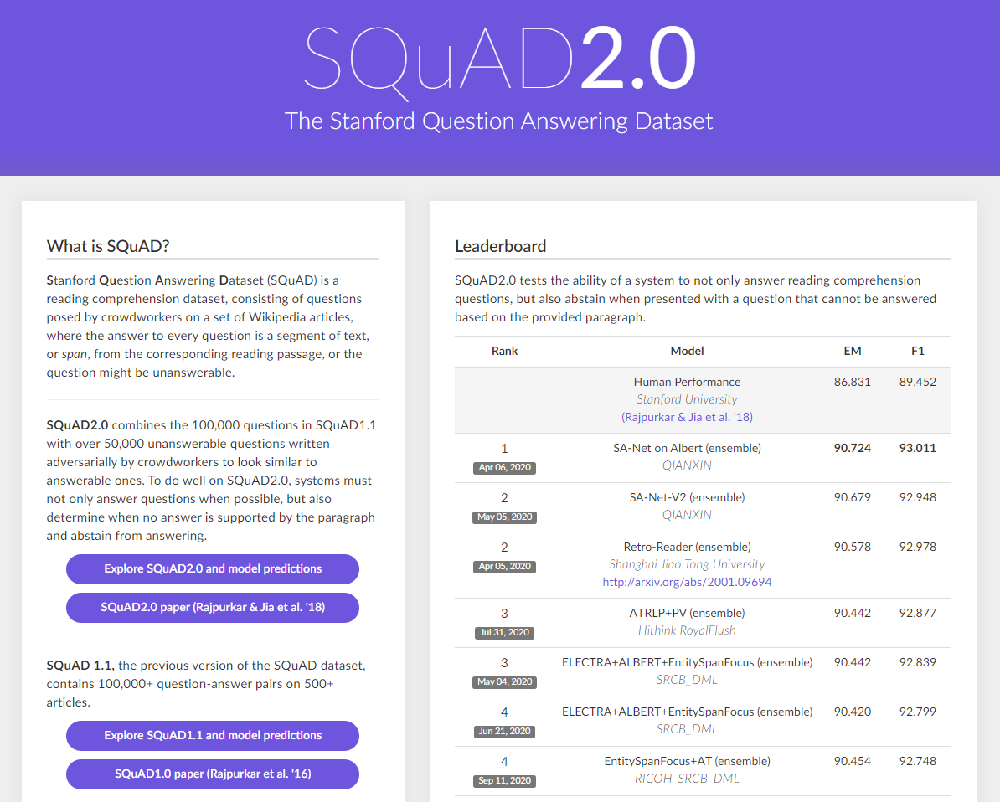 SQuAD2.0
The Stanford Question Answering Dataset
What is SQuAD?
Stanford Question Answering Dataset (SQuAD) is a
reading comprehension dataset, consisting of questions
posed by crowdworkers on a set of Wikipedia articles,
where the answer to every question is a segment of text,
or span, from the corresponding reading passage, or the
question might be unanswerable.
SQuAD2.0 combines the 100,000 questions in SQuAD1.1
with over 50,000 unanswerable questions written
adversarially by crowdworkers to look similar to
answerable ones. To do well on SQuAD2.0, systems must
not only answer questions when possible, but also
determine when no answer is supported by the paragraph
and abstain from answering.
Explore SQuAD2.0 and model predictions
SQuAD2.0 paper (Rajpurkar & Jia et al. '18)
SQuAD 1.1, the previous version of the SQuAD dataset,
contains 100,000+ question-answer pairs on 500+
articles.
Explore SQuAD1.1 and model predictions
SQuAD1.0 paper (Rajpurkar et al. '16)
Leaderboard
SQuAD2.0 tests the ability of a system to not only answer reading comprehension
questions, but also abstain when presented with a question that cannot be answered
based on the provided paragraph.
Rank Model EM F1
Human Performance 86.831 89.452
Stanford University
(Rajpurkar & Jia et al. '18)
1 SA-Net on Albert (ensemble) 90.724 93.011
Apr 06, 2020 QIANXIN
2 SA-Net-V2 (ensemble) 90.679 92.948
May 05, 2020 QIANXIN
2 Retro-Reader (ensemble) 90.578 92.978
Apr 05, 2020 Shanghai Jiao Tong University
http://arxiv.org/abs/2001.09694
3 ATRLP+PV (ensemble) 90.442 92.877
Jul 31, 2020 Hithink RoyalFlush
3 ELECTRA+ALBERT+EntitySpanFocus (ensemble) 90.442 92.839
May 04, 2020 SRCB_DML
4 ELECTRA+ALBERT+EntitySpanFocus (ensemble) 90.420 92.799
Jun 21, 2020 SRCB_DML
4 EntitySpanFocus+AT (ensemble) 90.454 92.748
Sep 11, 2020 RICOH_SRCB_DML